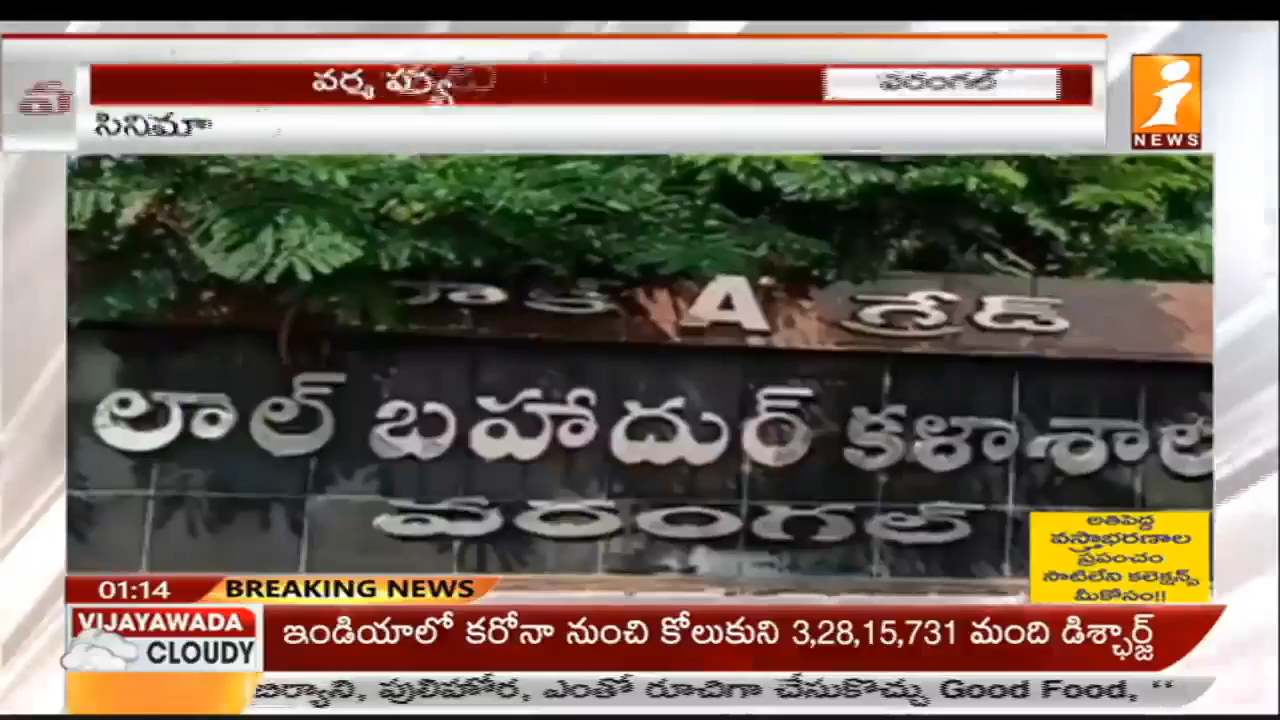 వరంగల్
సినిమా
i
NEWS
A గ్రేడ్
లాల్ బహాదుర్ కళాశాల
వరంగల్
అతిపెద్ద
వస్త్రాభరణాల
ప్రపంచం
సాటిలేని కలెక్షన్స్
మీకోసం!!
01:14 BREAKING NEWS
VIJAYAWADA
CLOUDY
ఇండియాలో కరోనా నుంచి కోలుకుని 3,28,15,731 మంది డిశ్చార్జ్
పులిహోర, ఎంతో రూచిగా చేసుకొచ్చు Good Food, “